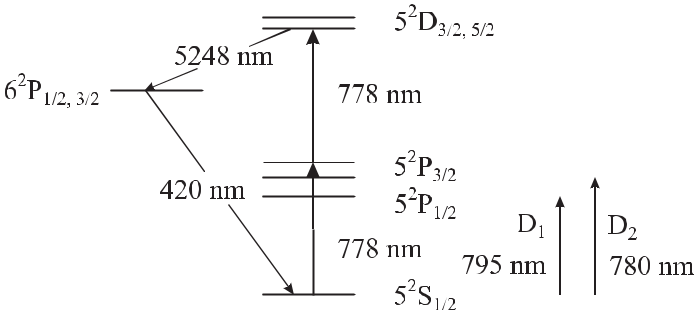 5²D₃/₂, ₅/₂
5248 nm
6²P₁/₂, ₃/₂
778 nm
5²P₃/₂
420 nm
5²P₁/₂
D₁
D₂
778 nm
795 nm
780 nm
5²S₁/₂